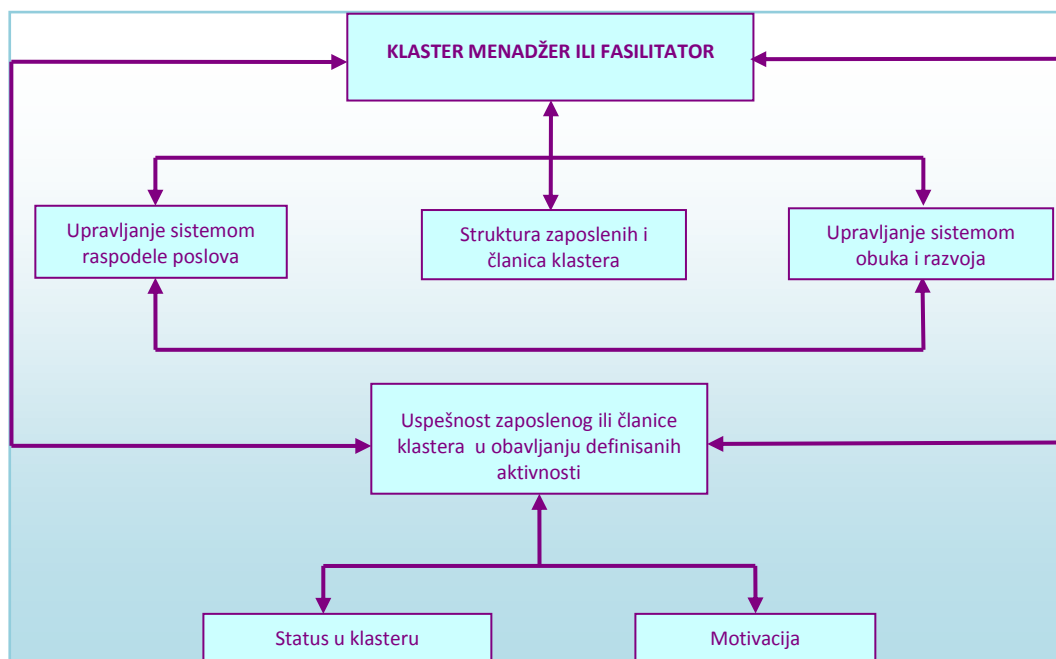 KLASTER MENADŽER ILI FASILITATOR
Upravljanje sistemom
raspodele poslova
Struktura zaposlenih i
članica klastera
Upravljanje sistemom
obuka i razvoja
Uspešnost zaposlenog ili članice
klastera u obavljanju definisanih
aktivnosti
Status u klasteru
Motivacija